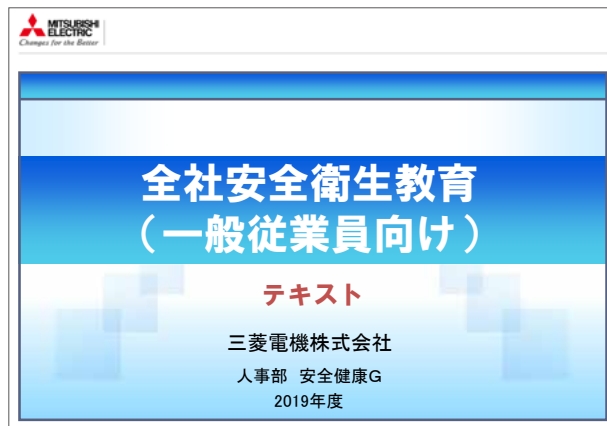 MITSUBISHI
ELECTRIC
Changes for the Better
全社安全衛生教育
（一般従業員向け）
テキスト
三菱電機株式会社
人事部 安全健康G
2019年度